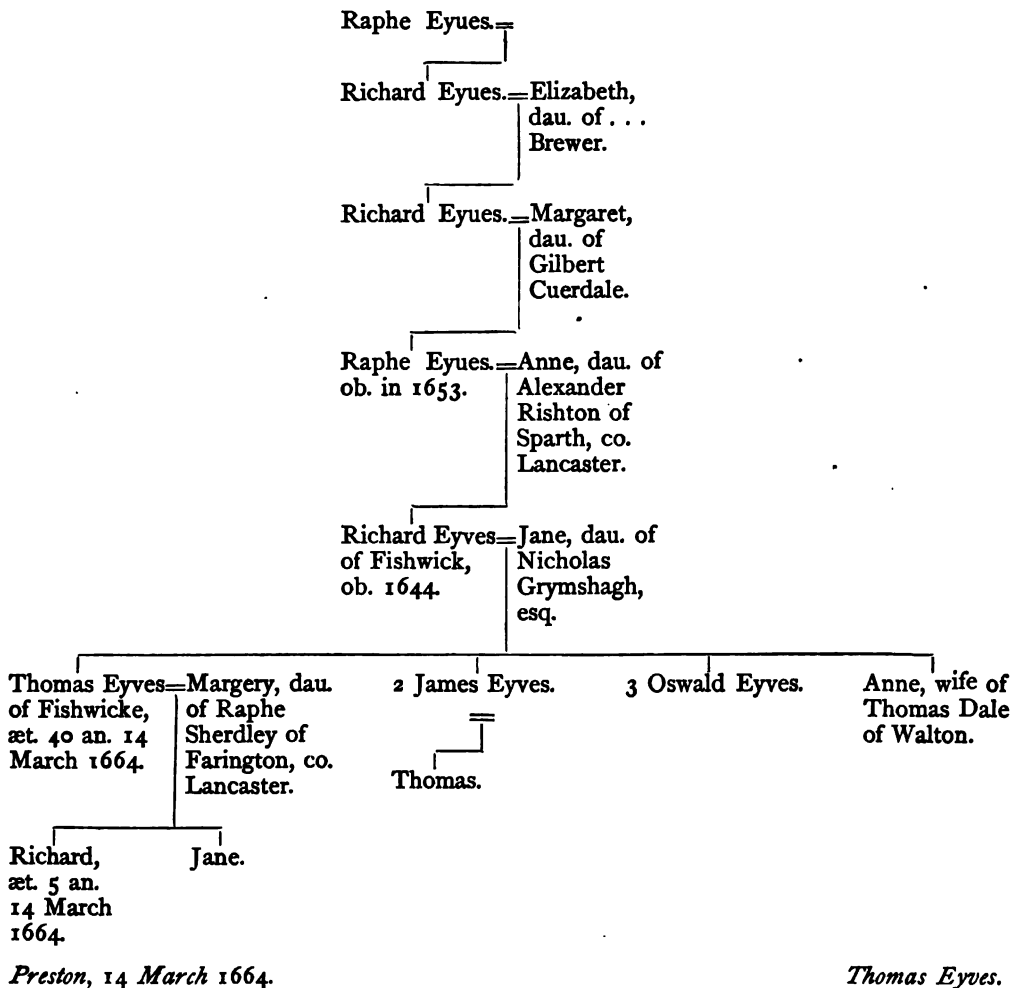 Raphe Eyues.=
Richard Eyues.=Elizabeth,
dau. of . . .
Brewer.
Richard Eyues.=Margaret,
dau. of
Gilbert
Cuerdale.
Raphe Eyues.=Anne, dau. of
ob. in 1653. Alexander
Rishton of
Sparth, co.
Lancaster.
Richard Eyves=Jane, dau. of
of Fishwick, Nicholas
ob. 1644. Grymshagh,
esq.
Thomas Eyves=Margery, dau. 2 James Eyves. 3 Oswald Eyves. Anne, wife of
of Fishwicke, of Raphe = Thomas Dale
æt. 40 an. 14 Sherdley of of Walton.
March 1664. Farington, co.
Lancaster. Thomas.
Richard, Jane.
æt. 5 an.
14 March
1664.
Preston, 14 March 1664. Thomas Eyves.